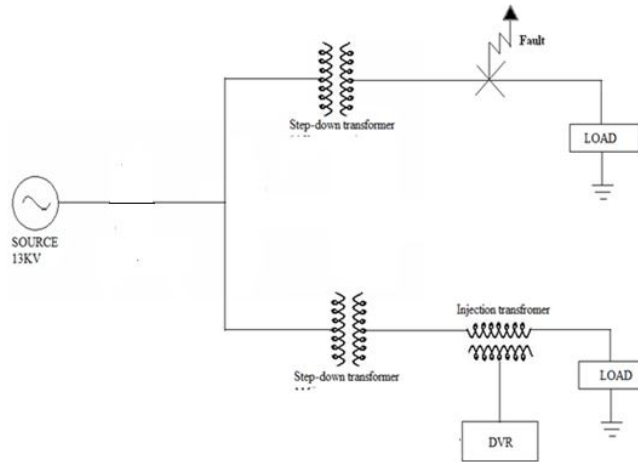 Fault
Step-down transformer
LOAD
SOURCE
13KV
Injection transfromer
Step-down transformer
LOAD
DVR